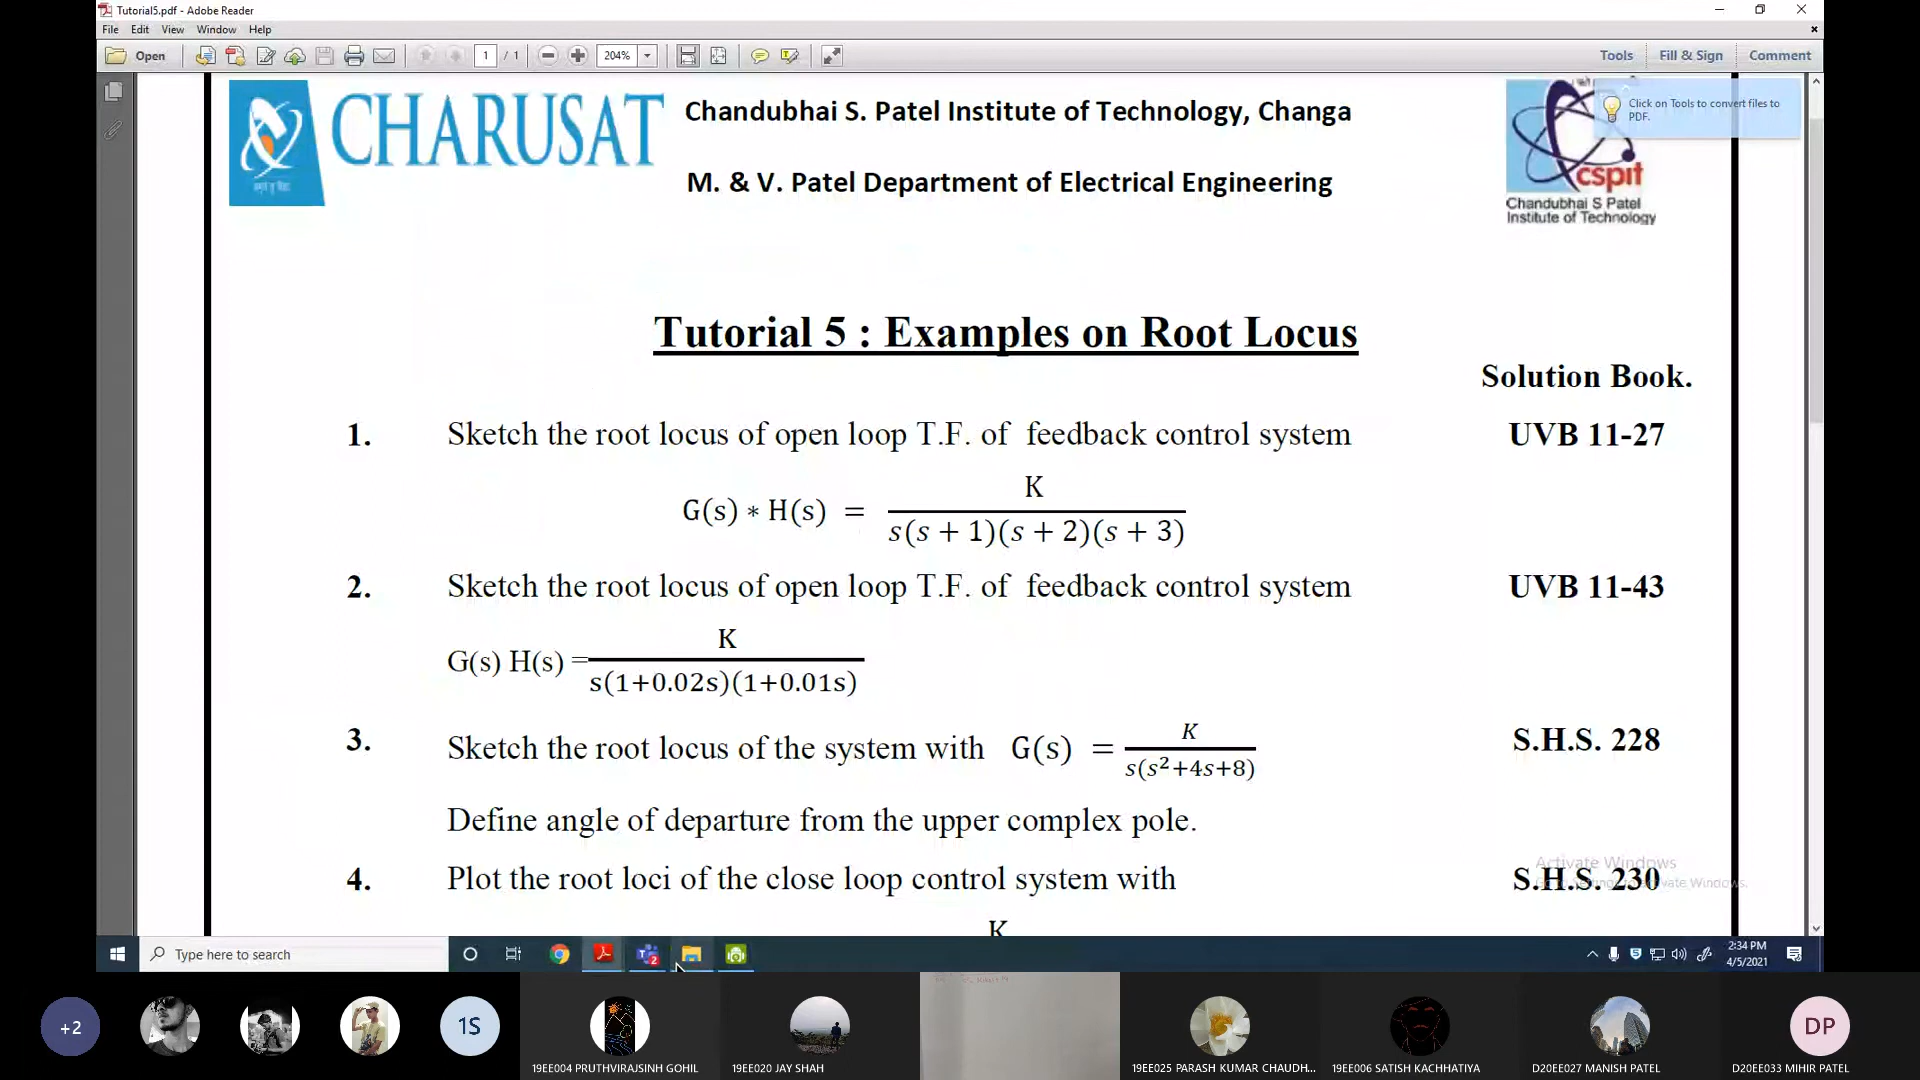 Tutorial5.pdf - Adobe Reader
File Edit View Window Help
Open 1 / 1 204% Tools Fill & Sign Comment
CHARUSAT
Chandubhai S. Patel Institute of Technology, Changa
M. & V. Patel Department of Electrical Engineering
cspit
Chandubhai S Patel
Institute of Technology
Click on Tools to convert files to
PDF.
Tutorial 5 : Examples on Root Locus
Solution Book.
1. Sketch the root locus of open loop T.F. of feedback control system UVB 11-27
G(s) ∗ H(s) = K / s(s + 1)(s + 2)(s + 3)
2. Sketch the root locus of open loop T.F. of feedback control system UVB 11-43
G(s) H(s) = K / s(1+0.02s)(1+0.01s)
3. Sketch the root locus of the system with G(s) = K / s(s²+4s+8) S.H.S. 228
Define angle of departure from the upper complex pole.
4. Plot the root loci of the close loop control system with S.H.S. 230
K
Activate Windows
Type here to search
2:34 PM
4/5/2021
+2
1S
19EE004 PRUTHVIRAJSINH GOHIL
19EE020 JAY SHAH
19EE025 PARASH KUMAR CHAUDH...
19EE006 SATISH KACHHATIYA
D20EE027 MANISH PATEL
DP
D20EE033 MIHIR PATEL